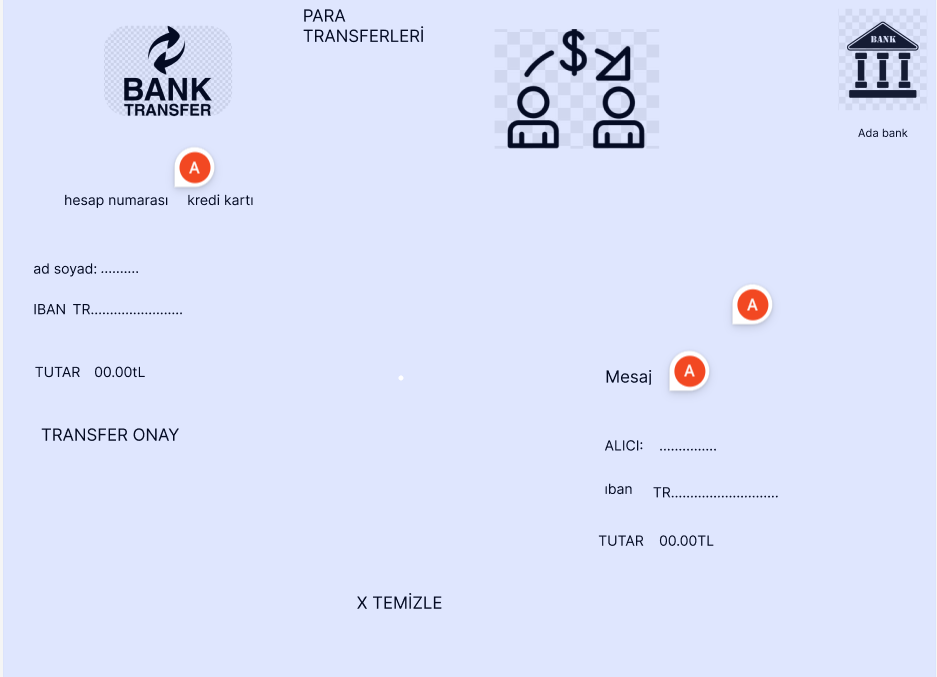 PARA
TRANSFERLERİ
BANK
TRANSFER
$
BANK
Ada bank
A
hesap numarası kredi kartı
ad soyad: ..........
IBAN TR........................
A
TUTAR 00.00tL
Mesaj A
TRANSFER ONAY
ALICI: ...............
ıban TR............................
TUTAR 00.00TL
X TEMİZLE